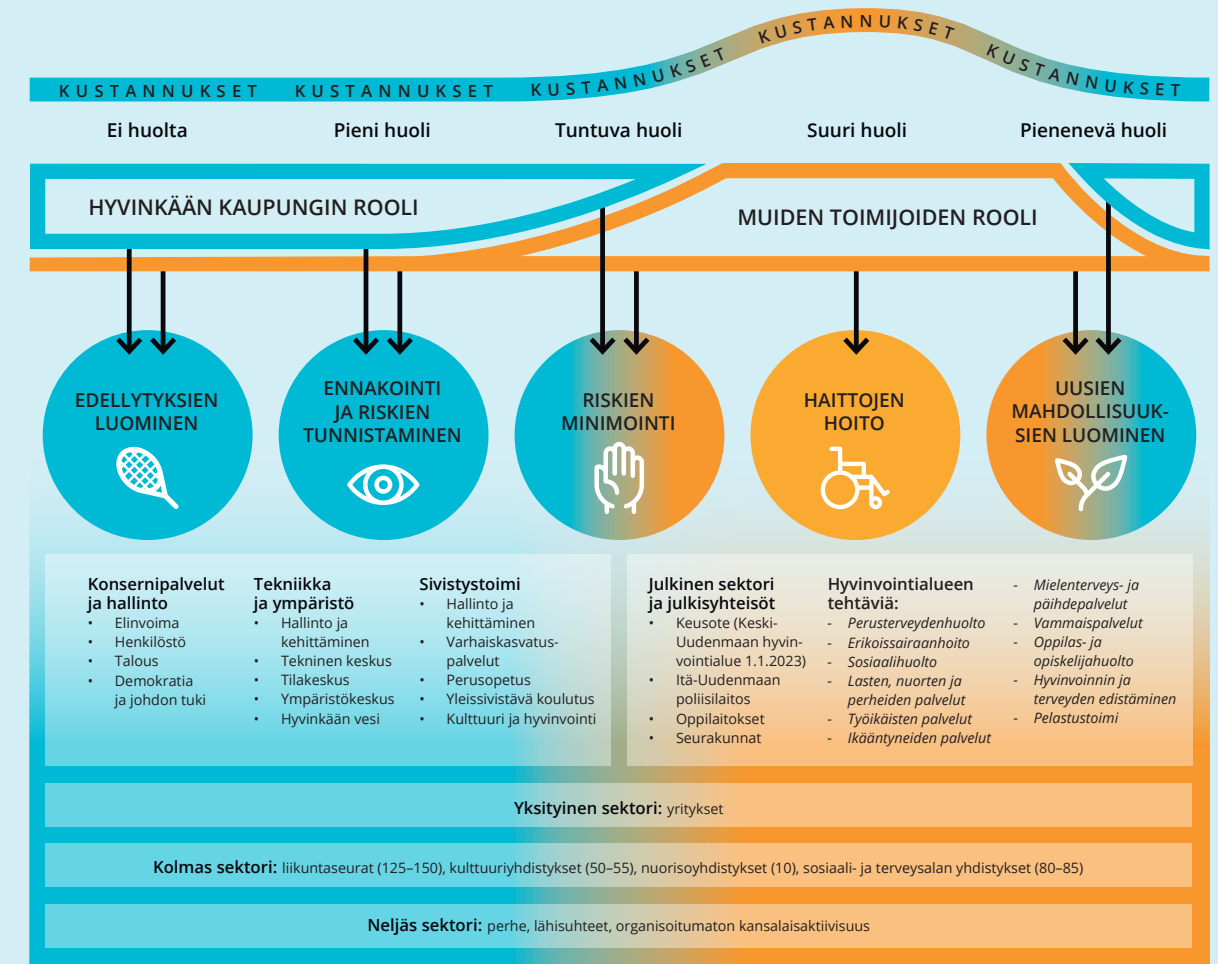 KUSTANNUKSET KUSTANNUKSET KUSTANNUKSET KUSTANNUKSET KUSTANNUKSET
Ei huolta
Pieni huoli
Tuntuva huoli
Suuri huoli
Pienenevä huoli
HYVINKÄÄN KAUPUNGIN ROOLI
MUIDEN TOIMIJOIDEN ROOLI
EDELLYTYKSIEN
LUOMINEN
ENNAKOINTI
JA RISKIEN
TUNNISTAMINEN
RISKIEN
MINIMOINTI
HAITTOJEN
HOITO
UUSIEN
MAHDOLLISUUK-
SIEN LUOMINEN
Konsernipalvelut
ja hallinto
• Elinvoima
• Henkilöstö
• Talous
• Demokratia
ja johdon tuki
Tekniikka
ja ympäristö
• Hallinto ja
kehittäminen
• Tekninen keskus
• Tilakeskus
• Ympäristökeskus
• Hyvinkään vesi
Sivistystoimi
• Hallinto ja
kehittäminen
• Varhaiskasvatus-
palvelut
• Perusopetus
• Yleissivistävä koulutus
• Kulttuuri ja hyvinvointi
Julkinen sektori
ja julkisyhteisöt
• Keusote (Keski-
Uudenmaan hyvin-
vointialue 1.1.2023)
• Itä-Uudenmaan
poliisilaitos
• Oppilaitokset
• Seurakunnat
Hyvinvointialueen
tehtäviä:
- Perusterveydenhuolto
- Erikoissairaanhoito
- Sosiaalihuolto
- Lasten, nuorten ja
perheiden palvelut
- Työikäisten palvelut
- Ikääntyneiden palvelut
- Mielenterveys- ja
päihdepalvelut
- Vammaispalvelut
- Oppilas- ja
opiskelijahuolto
- Hyvinvoinnin ja
terveyden edistäminen
- Pelastustoimi
Yksityinen sektori: yritykset
Kolmas sektori: liikuntaseurat (125–150), kulttuuriyhdistykset (50–55), nuorisoyhdistykset (10), sosiaali- ja terveysalan yhdistykset (80–85)
Neljäs sektori: perhe, lähisuhteet, organisoitumaton kansalaisaktiivisuus